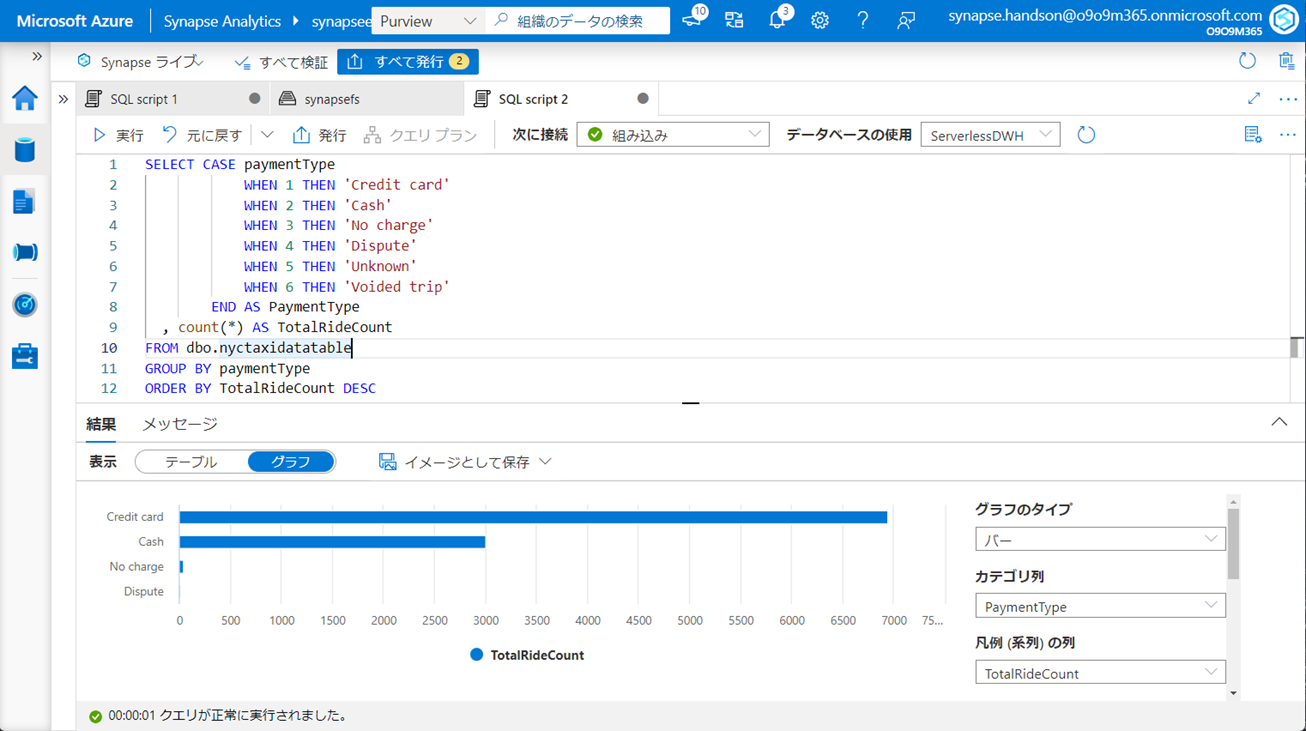 Microsoft Azure
Synapse Analytics
synapsee
Purview
組織のデータの検索
10
3
synapse.handson@o9o9m365.onmicrosoft.com
O9O9M365
Synapse ライブ
すべて検証
すべて発行 2
SQL script 1
synapsefs
SQL script 2
実行
元に戻す
発行
クエリ プラン
次に接続
組み込み
データベースの使用
ServerlessDWH
1 SELECT CASE paymentType
2 WHEN 1 THEN 'Credit card'
3 WHEN 2 THEN 'Cash'
4 WHEN 3 THEN 'No charge'
5 WHEN 4 THEN 'Dispute'
6 WHEN 5 THEN 'Unknown'
7 WHEN 6 THEN 'Voided trip'
8 END AS PaymentType
9 , count(*) AS TotalRideCount
10 FROM dbo.nyctaxidatatable
11 GROUP BY paymentType
12 ORDER BY TotalRideCount DESC
結果
メッセージ
表示
テーブル
グラフ
イメージとして保存
Credit card
Cash
No charge
Dispute
0 500 1000 1500 2000 2500 3000 3500 4000 4500 5000 5500 6000 6500 7000 75...
TotalRideCount
グラフのタイプ
バー
カテゴリ列
PaymentType
凡例 (系列) の列
TotalRideCount
00:00:01 クエリが正常に実行されました。